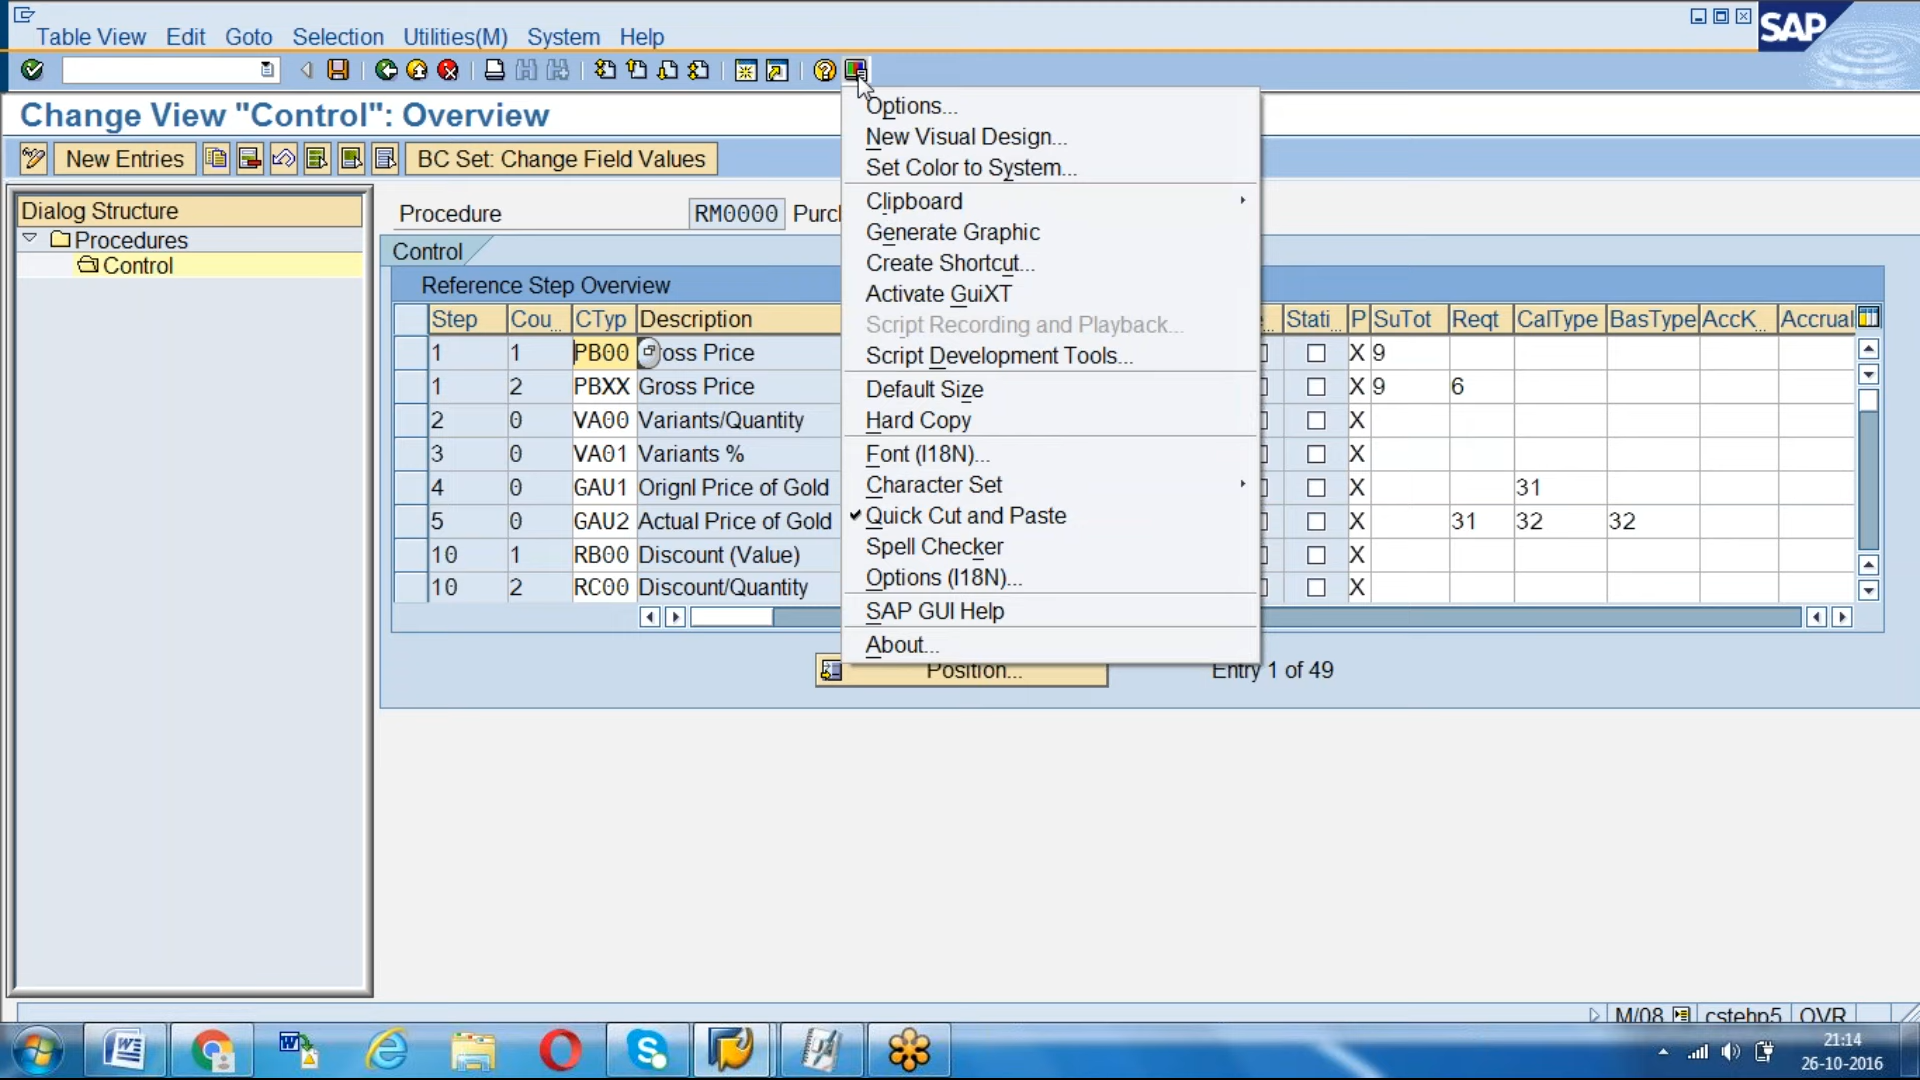 Table View Edit Goto Selection Utilities(M) System Help
SAP
Change View "Control": Overview
New Entries BC Set: Change Field Values
Dialog Structure
Procedures
Control
Procedure RM0000
Control
Reference Step Overview
Step Cou... CTyp Description Stati... P SuTot Reqt CalType BasType AccK... Accrual
1 1 PB00 ross Price X 9
1 2 PBXX Gross Price X 9 6
2 0 VA00 Variants/Quantity X
3 0 VA01 Variants % X
4 0 GAU1 Orignl Price of Gold X 31
5 0 GAU2 Actual Price of Gold X 31 32 32
10 1 RB00 Discount (Value) X
10 2 RC00 Discount/Quantity X
Position... Entry 1 of 49
Options...
New Visual Design...
Set Color to System...
Clipboard
Generate Graphic
Create Shortcut...
Activate GuiXT
Script Recording and Playback...
Script Development Tools...
Default Size
Hard Copy
Font (I18N)...
Character Set
Quick Cut and Paste
Spell Checker
Options (I18N)...
SAP GUI Help
About...
M/08 cstehp5 OVR
21:14
26-10-2016